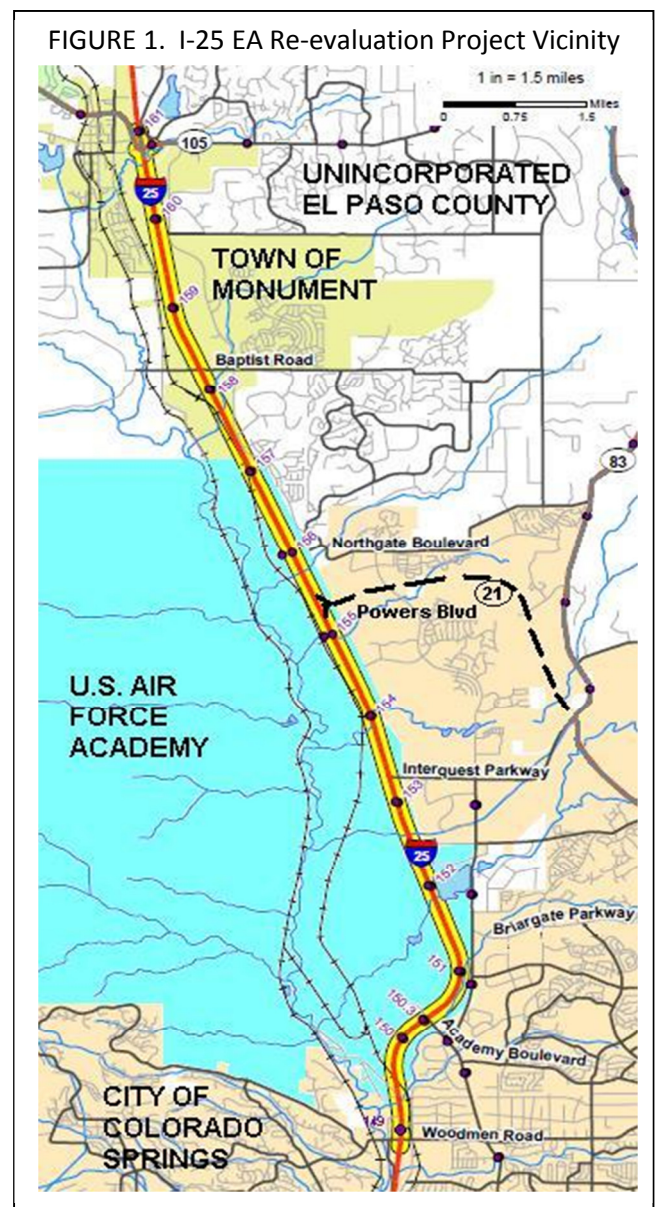 FIGURE 1. I-25 EA Re-evaluation Project Vicinity
1 in = 1.5 miles
Miles
0 0.75 1.5
161
105
UNINCORPORATED
EL PASO COUNTY
25
160
TOWN OF
MONUMENT
159
Baptist Road
158
157
83
156
Northgate Boulevard
21
Powers Blvd
155
U.S. AIR
FORCE
ACADEMY
154
Interquest Parkway
153
25
152
Briargate Parkway
151
150.3
150
Academy Boulevard
CITY OF
COLORADO
SPRINGS
149
Woodmen Road